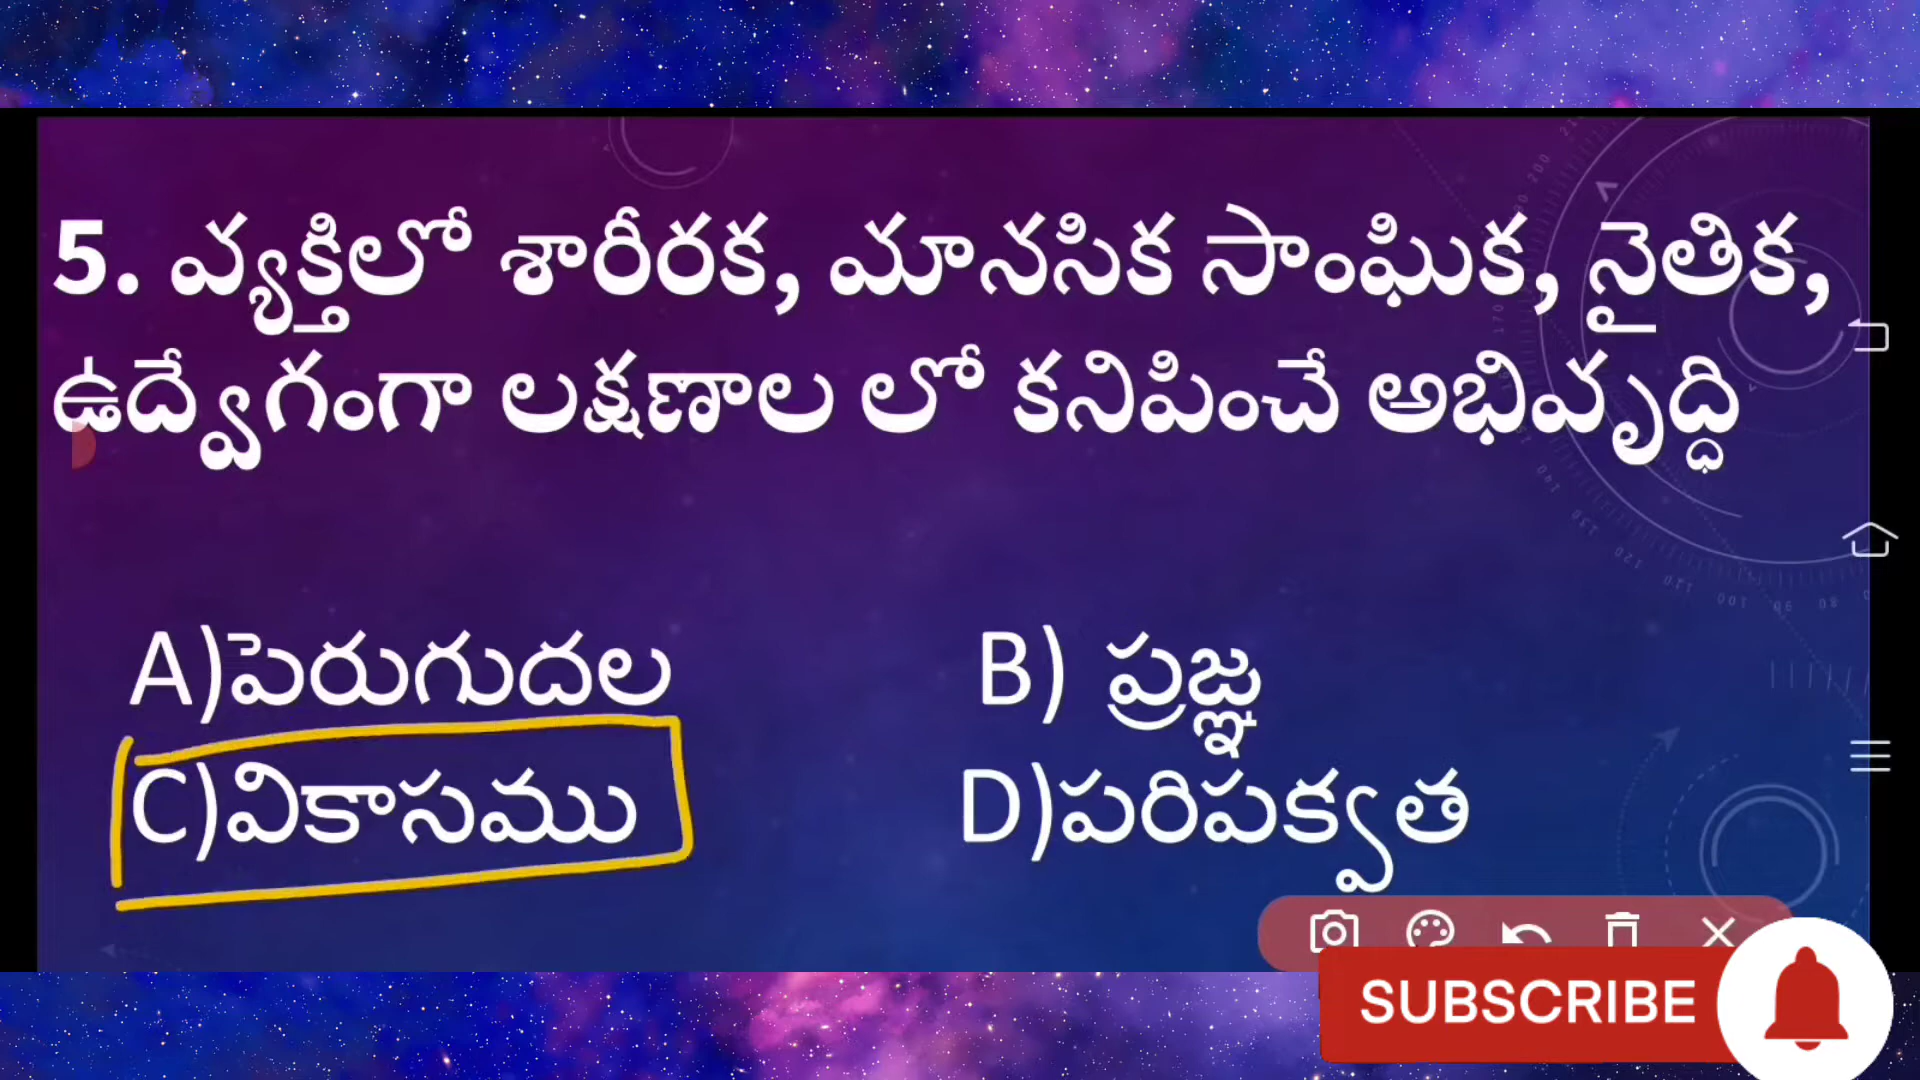 5. వ్యక్తిలో శారీరక, మానసిక సాంఘిక, నైతిక,
ఉద్వేగంగా లక్షణాల లో కనిపించే అభివృద్ధి
A)పెరుగుదల
B) ప్రజ్ఞ
C)వికాసము
D)పరిపక్వత
SUBSCRIBE